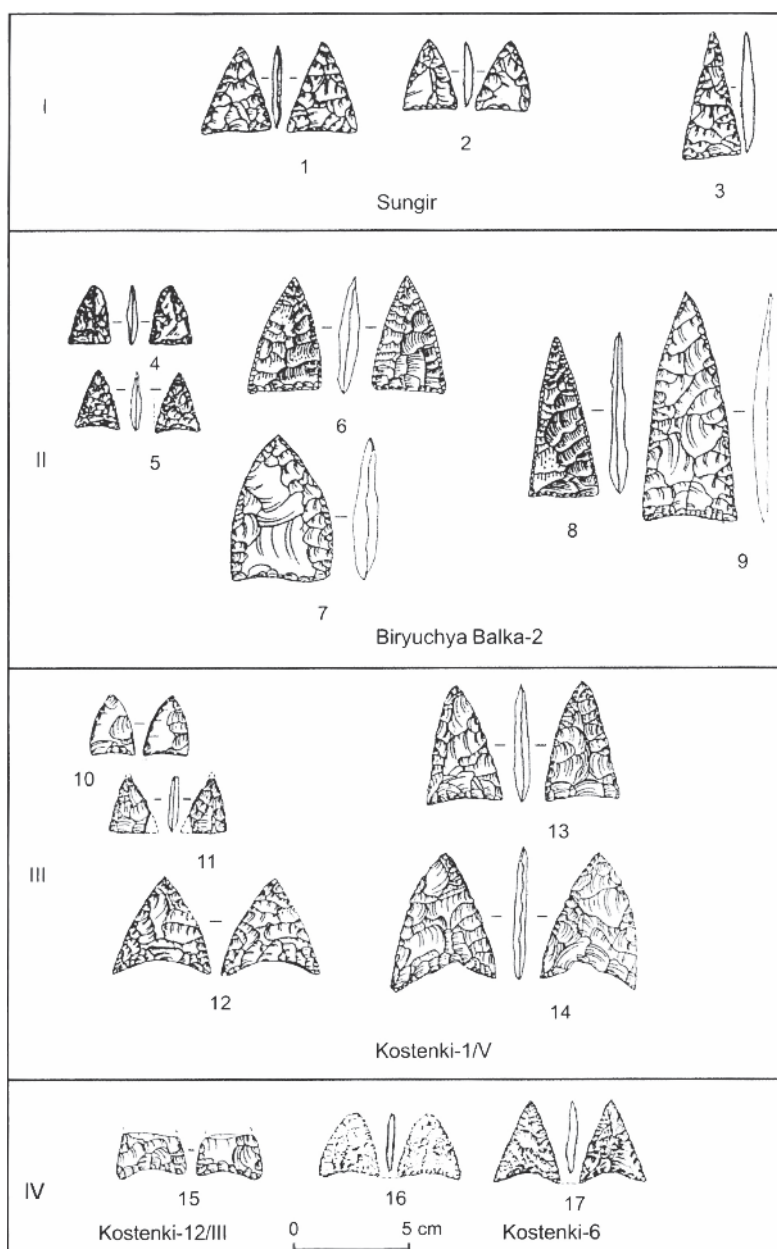 I
1
2
3
Sungir
II
4
5
6
7
8
9
Biryuchya Balka-2
III
10
11
12
13
14
Kostenki-1/V
IV
15
16
17
Kostenki-12/III 0 5 cm Kostenki-6